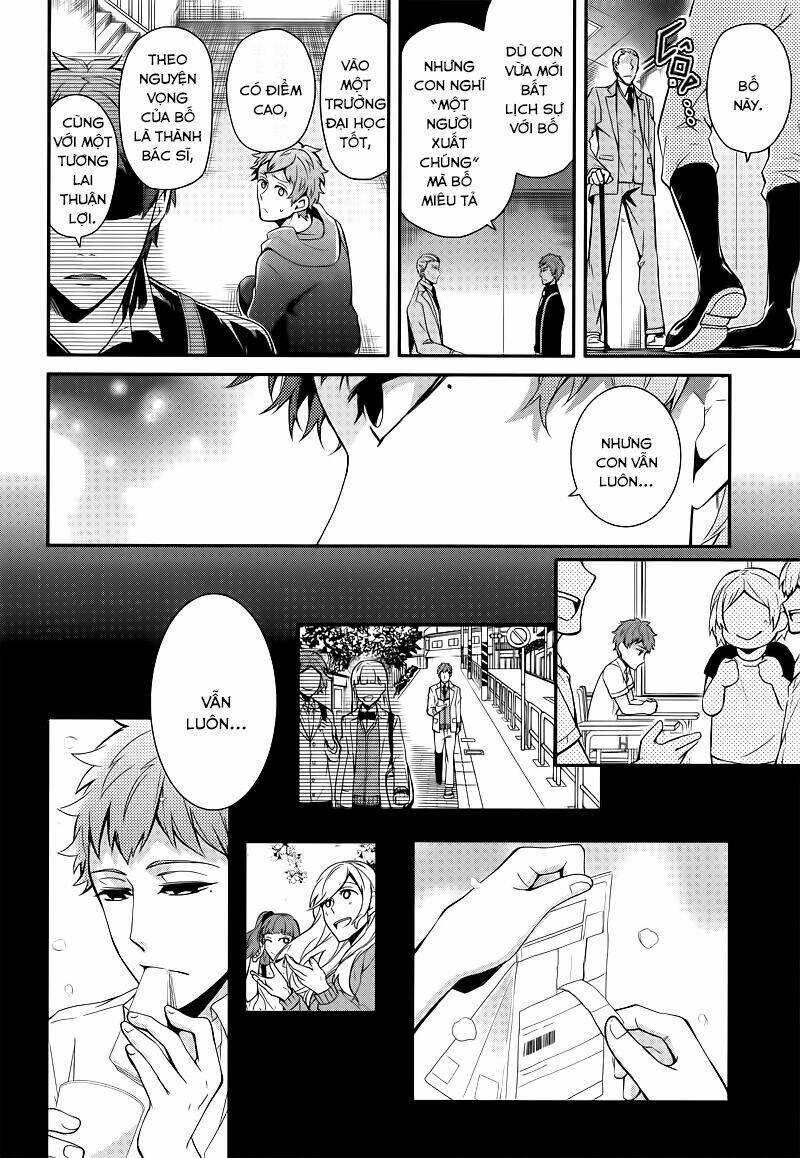 BỐ
NÀY.
CỘP
DÙ CON
VỪA MỚI
BẤT
LỊCH SỰ
VỚI BỐ
NHƯNG
CON NGHĨ
"MỘT
NGƯỜI
XUẤT
CHÚNG"
MÀ BỐ
MIÊU TẢ
VÀO
MỘT
TRƯỜNG
ĐẠI HỌC
TỐT,
CÓ ĐIỂM
CAO,
THEO
NGUYỆN
VỌNG
CỦA BỐ
LÀ THÀNH
BÁC SĨ,
CÙNG
VỚI MỘT
TƯƠNG
LAI
THUẬN
LỢI.
NHƯNG
CON VẪN
LUÔN...
VẪN
LUÔN...